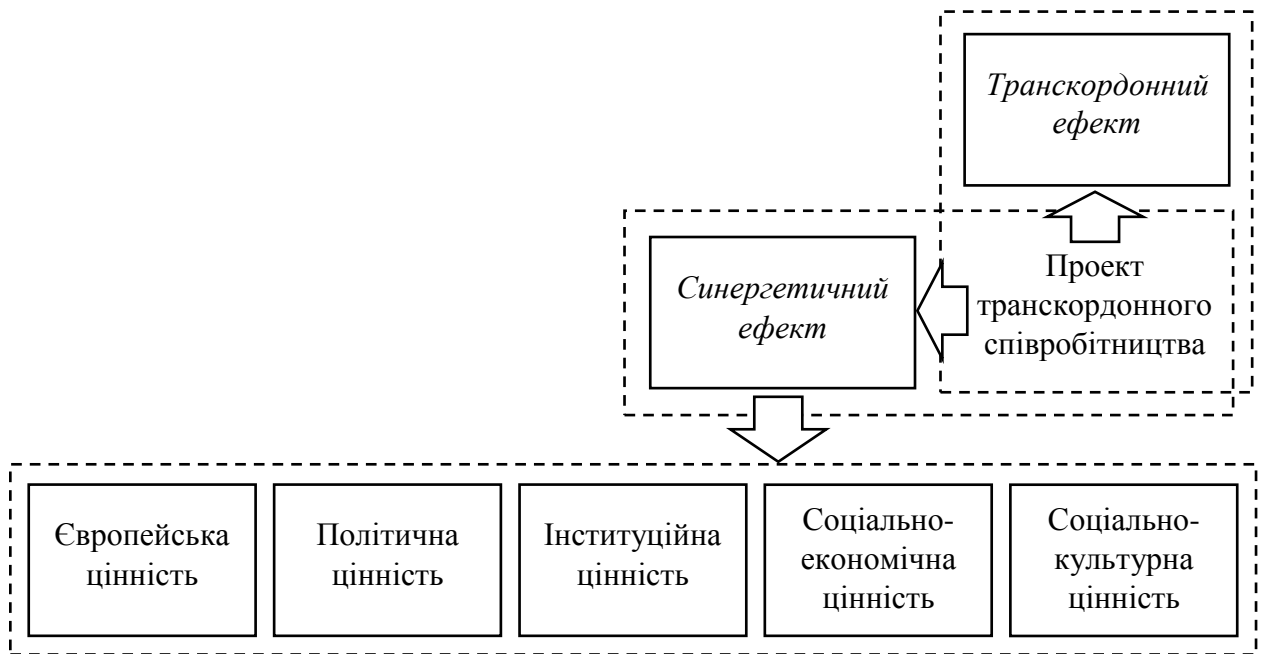 Транскордонний
ефект
Синергетичний
ефект
Проект
транскордонного
співробітництва
Європейська
цінність
Політична
цінність
Інституційна
цінність
Соціально-
економічна
цінність
Соціально-
культурна
цінність